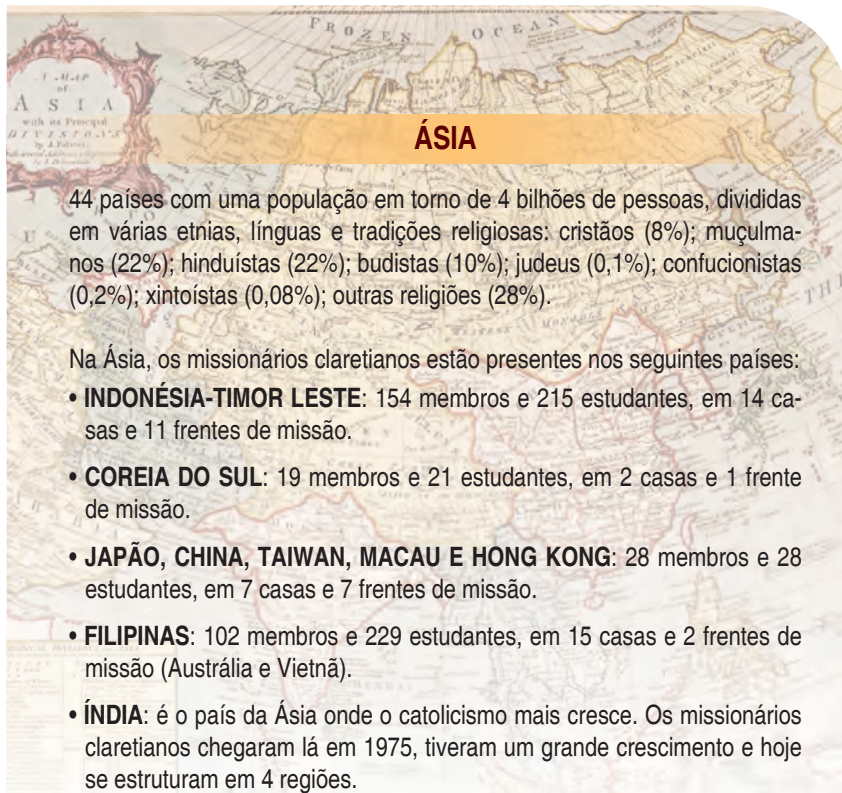 FROZEN OCEAN
A MAP
of
ASIA
with its Principal
DIVISIONS
ÁSIA
44 países com uma população em torno de 4 bilhões de pessoas, divididas
em várias etnias, línguas e tradições religiosas: cristãos (8%); muçulma-
nos (22%); hinduístas (22%); budistas (10%); judeus (0,1%); confucionistas
(0,2%); xintoístas (0,08%); outras religiões (28%).
Na Ásia, os missionários claretianos estão presentes nos seguintes países:
• INDONÉSIA-TIMOR LESTE: 154 membros e 215 estudantes, em 14 ca-
sas e 11 frentes de missão.
• COREIA DO SUL: 19 membros e 21 estudantes, em 2 casas e 1 frente
de missão.
• JAPÃO, CHINA, TAIWAN, MACAU E HONG KONG: 28 membros e 28
estudantes, em 7 casas e 7 frentes de missão.
• FILIPINAS: 102 membros e 229 estudantes, em 15 casas e 2 frentes de
missão (Austrália e Vietnã).
• ÍNDIA: é o país da Ásia onde o catolicismo mais cresce. Os missionários
claretianos chegaram lá em 1975, tiveram um grande crescimento e hoje
se estruturam em 4 regiões.